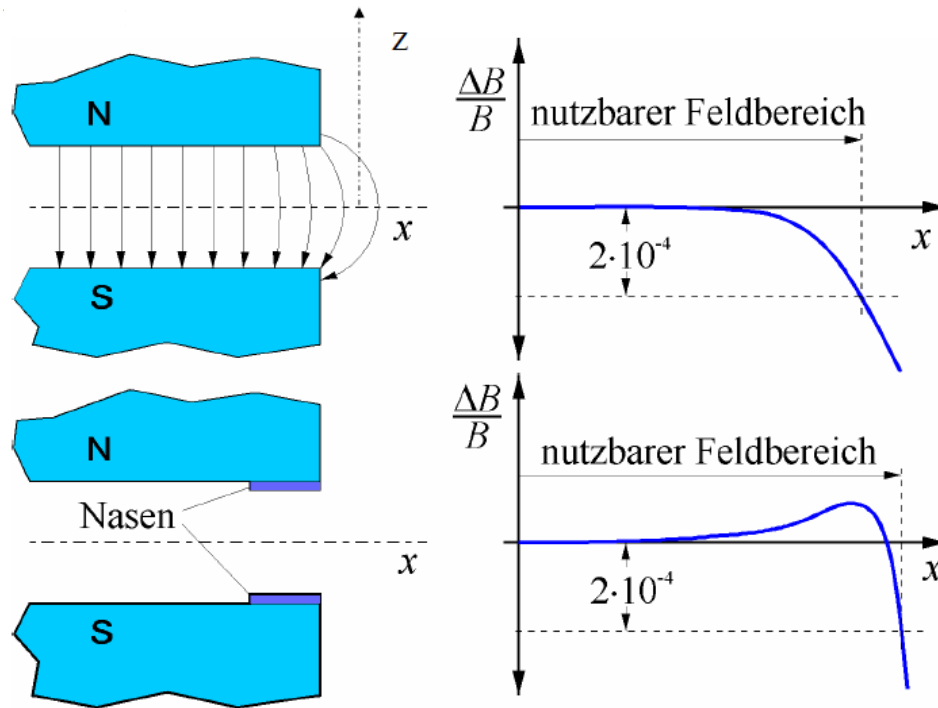 z
N
x
S
ΔB/B
nutzbarer Feldbereich
2·10⁻⁴
x
N
Nasen
x
S
ΔB/B
nutzbarer Feldbereich
2·10⁻⁴
x